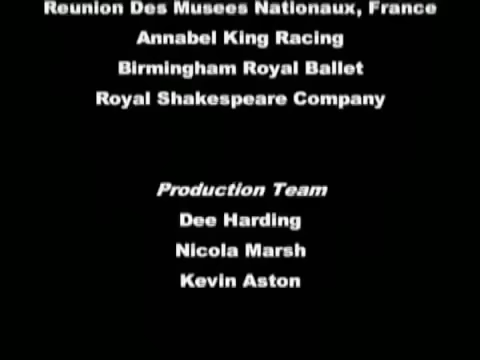 Reunion Des Musees Nationaux, France
Annabel King Racing
Birmingham Royal Ballet
Royal Shakespeare Company
Production Team
Dee Harding
Nicola Marsh
Kevin Aston